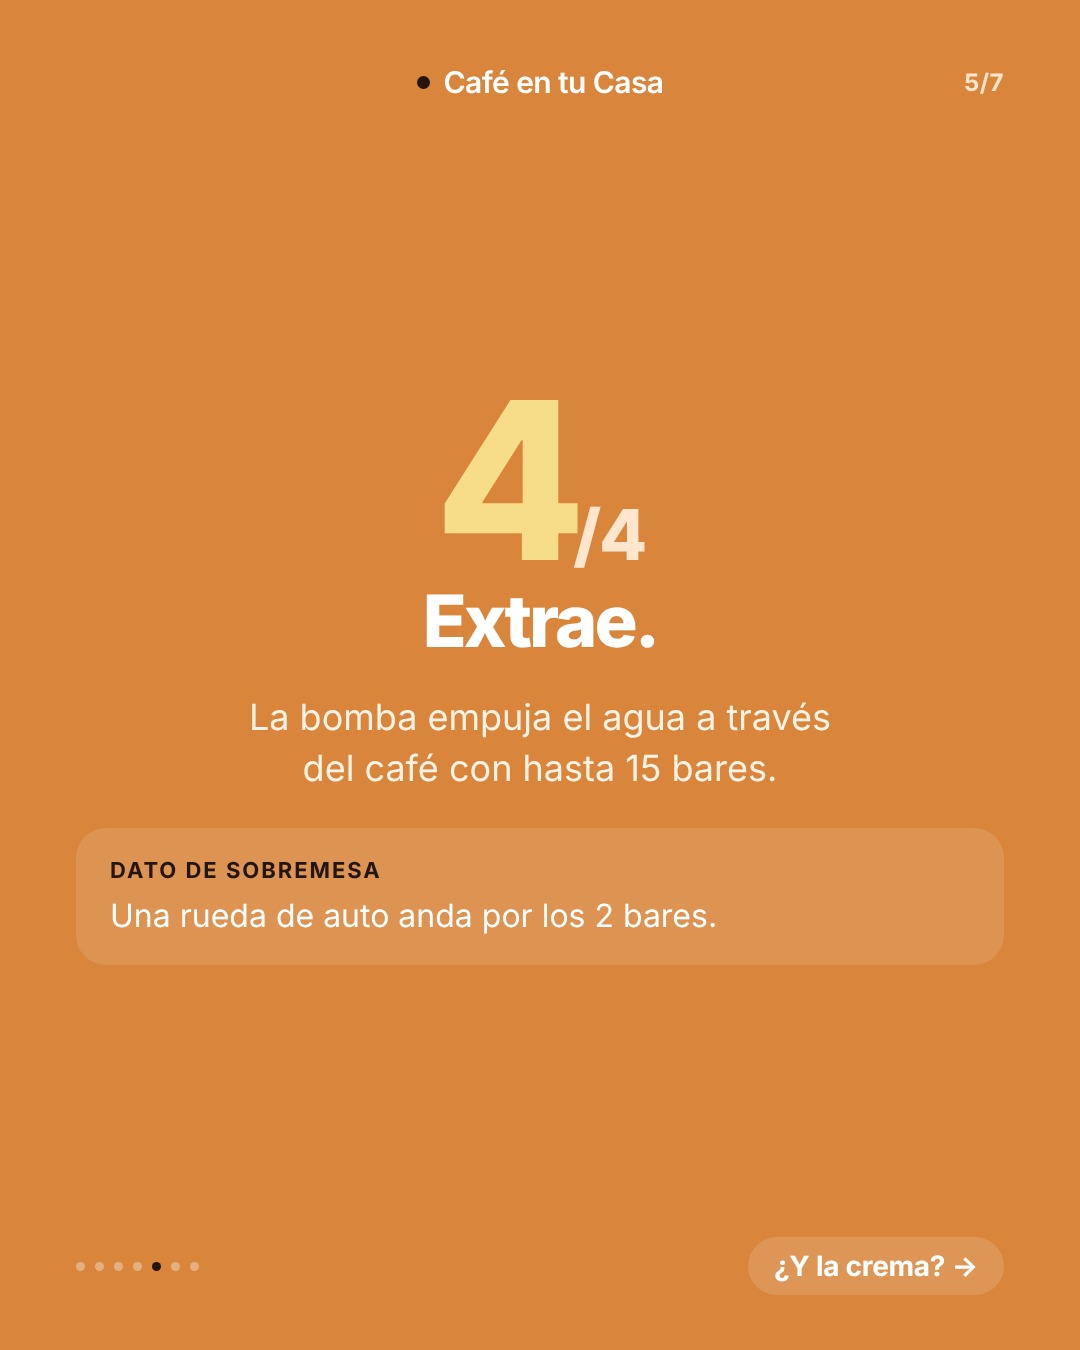 Café en tu Casa
5/7
4/4
Extrae.
La bomba empuja el agua a través
del café con hasta 15 bares.
DATO DE SOBREMESA
Una rueda de auto anda por los 2 bares.
¿Y la crema? →